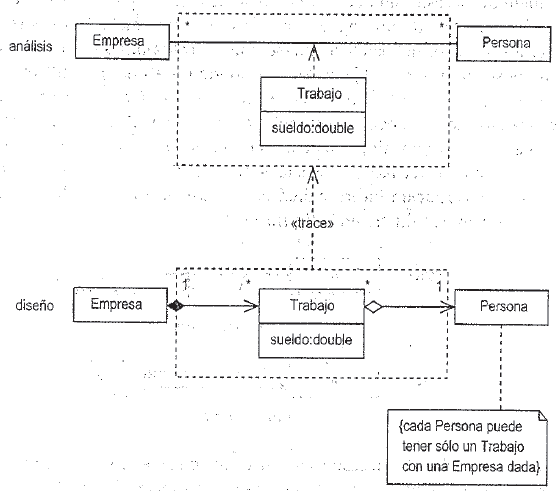 análisis
Empresa
*
*
Persona
Trabajo
sueldo:double
«trace»
diseño
Empresa
1
*
Trabajo
*
1
Persona
sueldo:double
{cada Persona puede
tener sólo un Trabajo
con una Empresa dada}